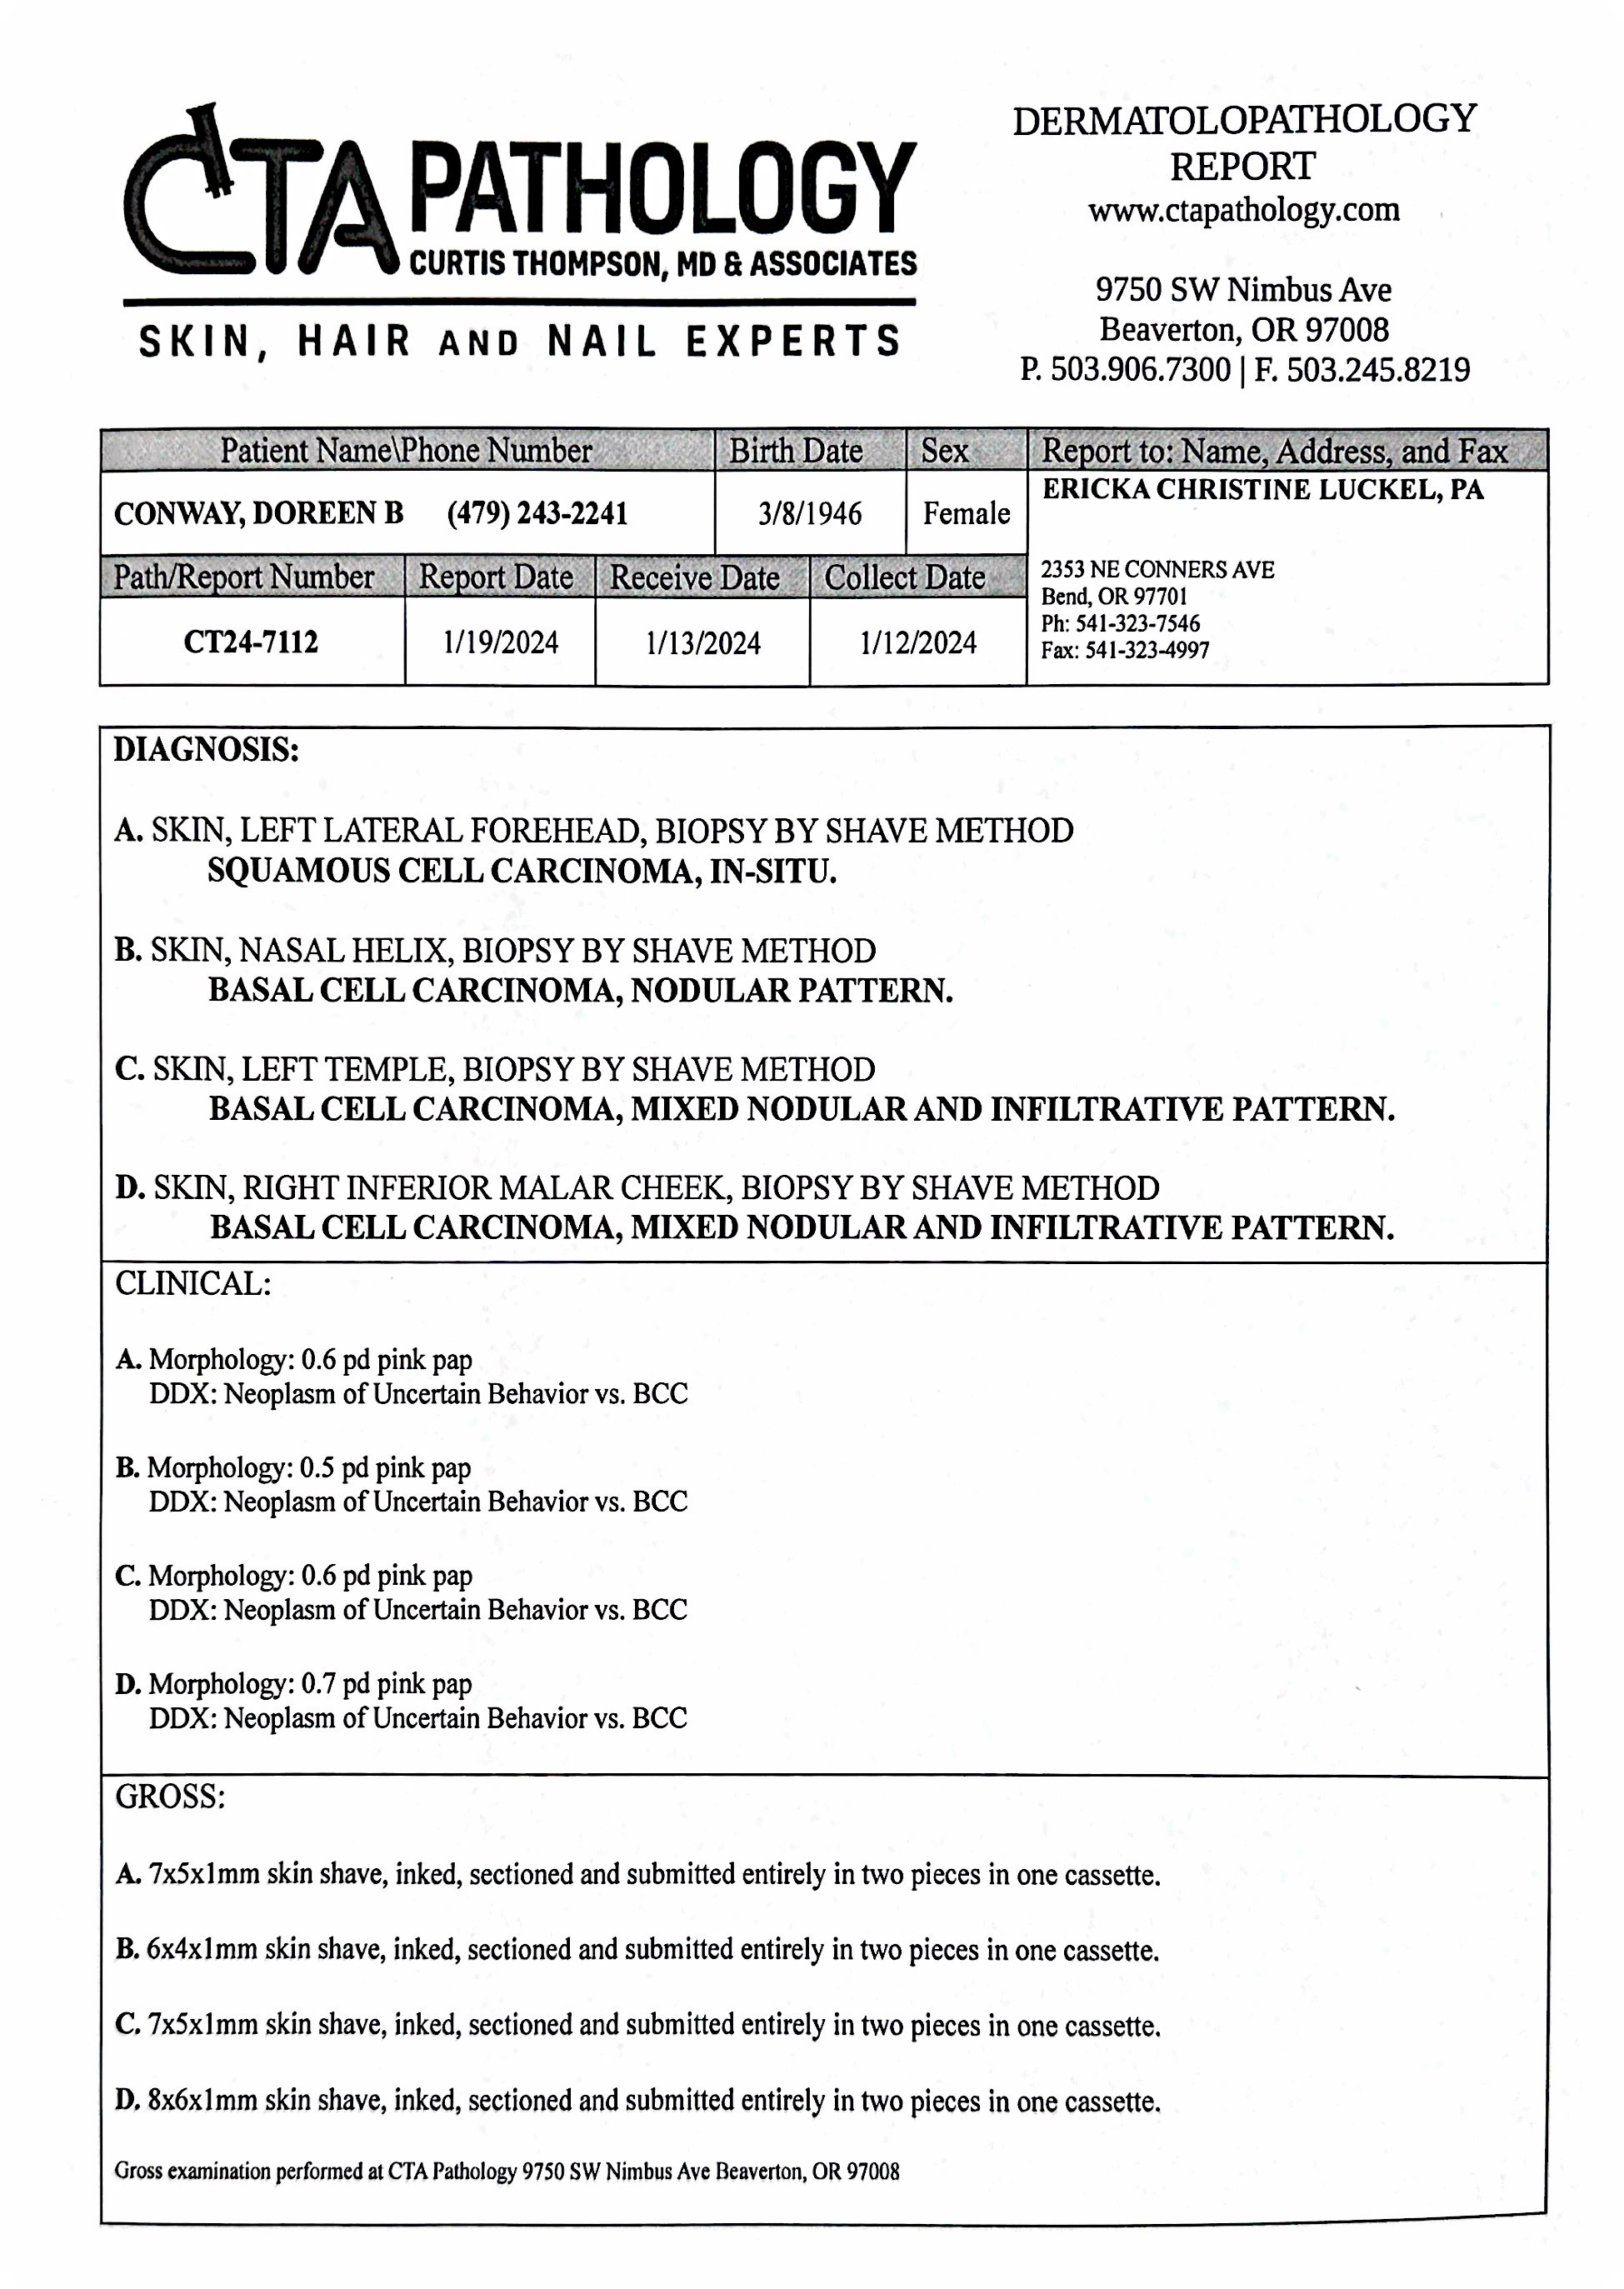 CTA PATHOLOGY
CURTIS THOMPSON, MD & ASSOCIATES
SKIN, HAIR AND NAIL EXPERTS
DERMATOLOPATHOLOGY
REPORT
www.ctapathology.com
9750 SW Nimbus Ave
Beaverton, OR 97008
P. 503.906.7300 | F. 503.245.8219
Patient Name\Phone Number Birth Date Sex Report to: Name, Address, and Fax
CONWAY, DOREEN B (479) 243-2241 3/8/1946 Female
ERICKA CHRISTINE LUCKEL, PA
2353 NE CONNERS AVE
Bend, OR 97701
Ph: 541-323-7546
Fax: 541-323-4997
Path/Report Number Report Date Receive Date Collect Date
CT24-7112 1/19/2024 1/13/2024 1/12/2024
DIAGNOSIS:
A. SKIN, LEFT LATERAL FOREHEAD, BIOPSY BY SHAVE METHOD
SQUAMOUS CELL CARCINOMA, IN-SITU.
B. SKIN, NASAL HELIX, BIOPSY BY SHAVE METHOD
BASAL CELL CARCINOMA, NODULAR PATTERN.
C. SKIN, LEFT TEMPLE, BIOPSY BY SHAVE METHOD
BASAL CELL CARCINOMA, MIXED NODULAR AND INFILTRATIVE PATTERN.
D. SKIN, RIGHT INFERIOR MALAR CHEEK, BIOPSY BY SHAVE METHOD
BASAL CELL CARCINOMA, MIXED NODULAR AND INFILTRATIVE PATTERN.
CLINICAL:
A. Morphology: 0.6 pd pink pap
DDX: Neoplasm of Uncertain Behavior vs. BCC
B. Morphology: 0.5 pd pink pap
DDX: Neoplasm of Uncertain Behavior vs. BCC
C. Morphology: 0.6 pd pink pap
DDX: Neoplasm of Uncertain Behavior vs. BCC
D. Morphology: 0.7 pd pink pap
DDX: Neoplasm of Uncertain Behavior vs. BCC
GROSS:
A. 7x5x1mm skin shave, inked, sectioned and submitted entirely in two pieces in one cassette.
B. 6x4x1mm skin shave, inked, sectioned and submitted entirely in two pieces in one cassette.
C. 7x5x1mm skin shave, inked, sectioned and submitted entirely in two pieces in one cassette.
D. 8x6x1mm skin shave, inked, sectioned and submitted entirely in two pieces in one cassette.
Gross examination performed at CTA Pathology 9750 SW Nimbus Ave Beaverton, OR 97008